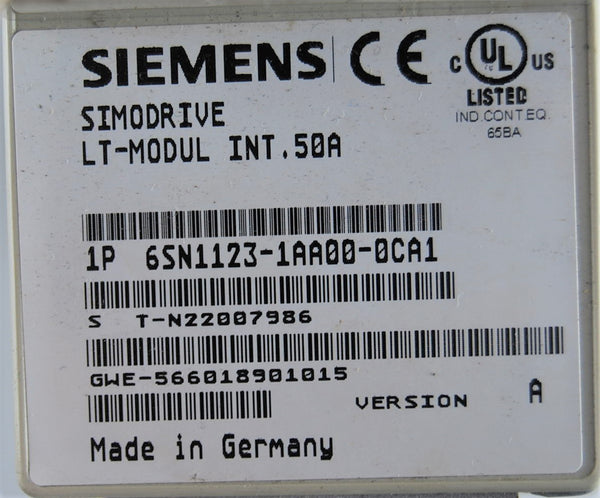 SIEMENS CE
C UL US
LISTED
IND.CONT.EQ.
65BA
SIMODRIVE
LT-MODUL INT.50A
1P 6SN1123-1AA00-0CA1
S T-N22007986
GWE-566018901015
VERSION A
Made in Germany